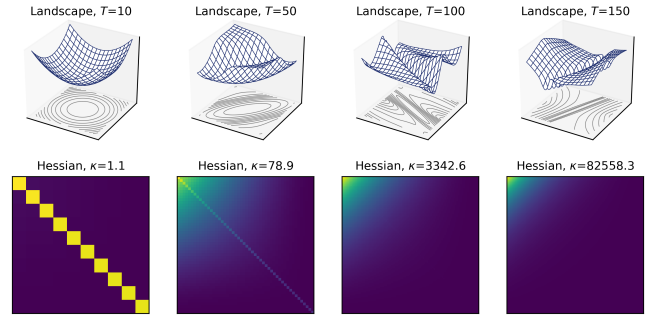 Landscape, T=10
Landscape, T=50
Landscape, T=100
Landscape, T=150
Hessian, κ=1.1
Hessian, κ=78.9
Hessian, κ=3342.6
Hessian, κ=82558.3